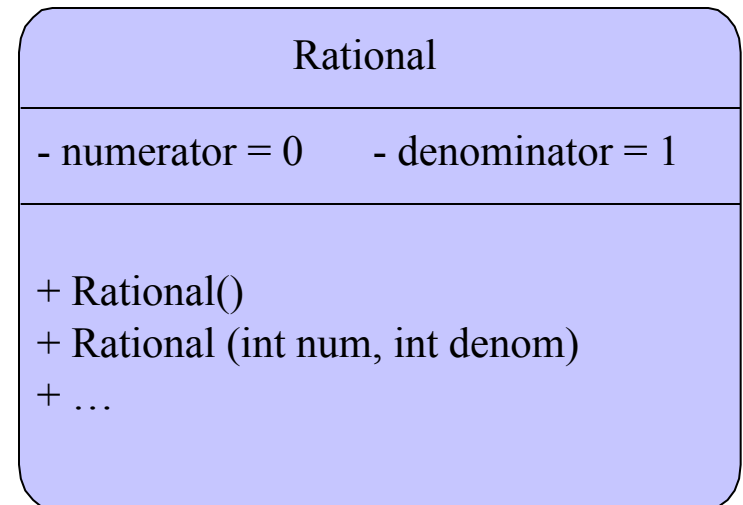 Rational
- numerator = 0 - denominator = 1
+ Rational()
+ Rational (int num, int denom)
+ …